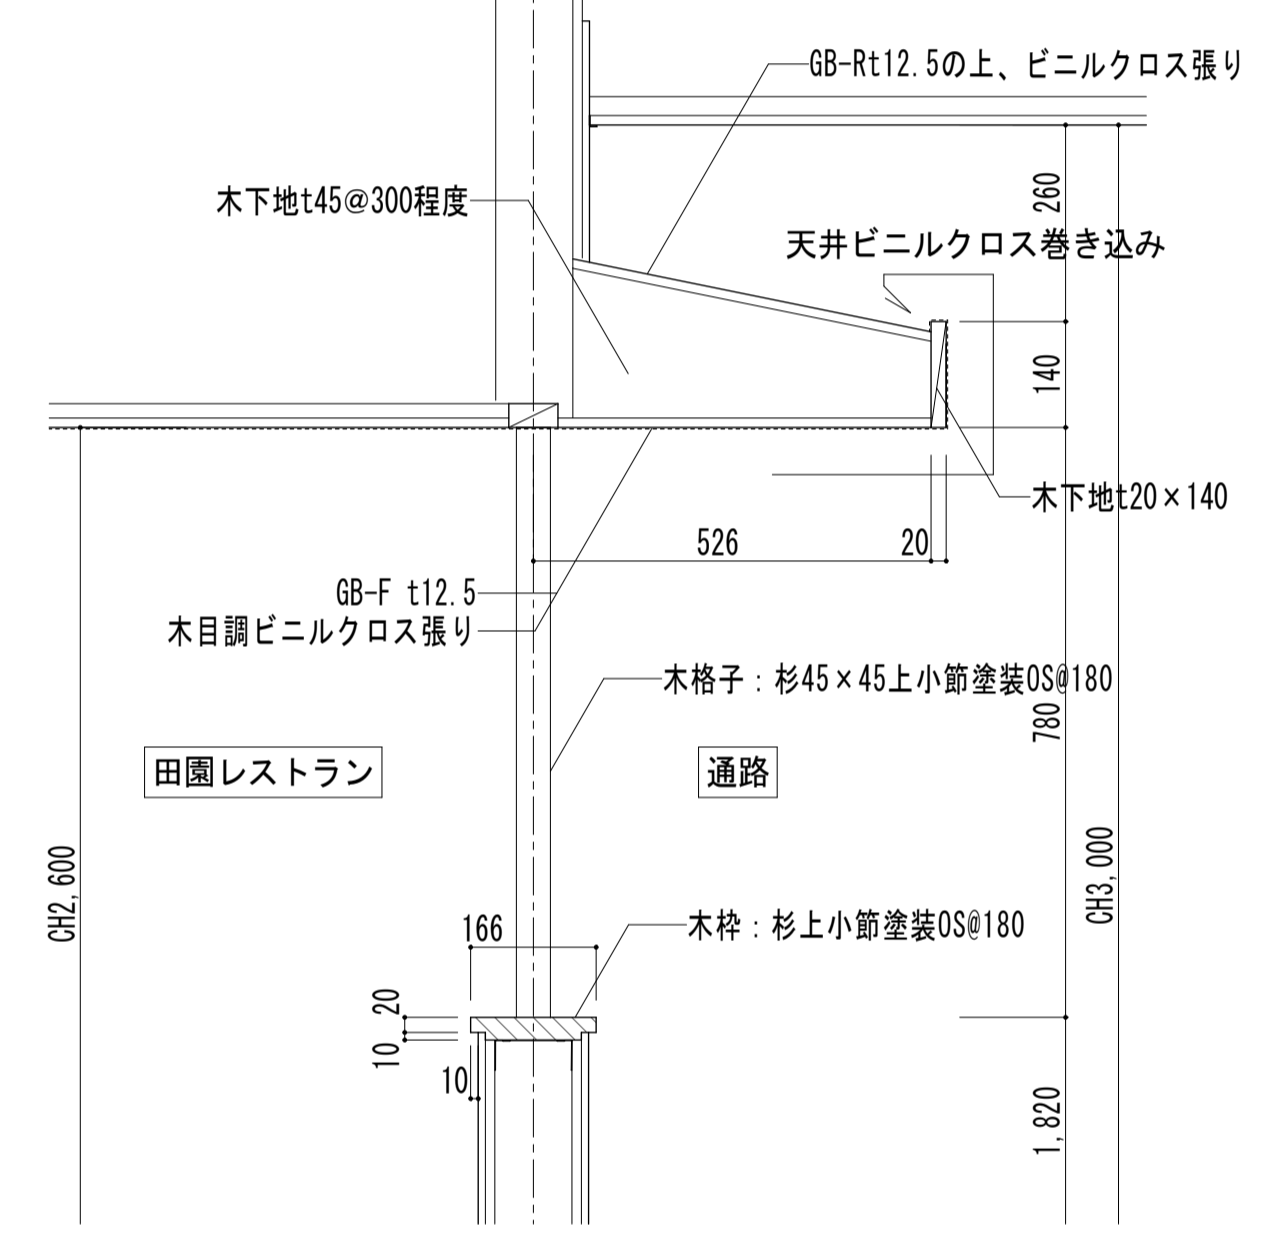 GB-Rt12.5の上、ビニルクロス張り
260
木下地t45@300程度
天井ビニルクロス巻き込み
140
木下地t20×140
526
20
GB-F t12.5
木目調ビニルクロス張り
木格子：杉45×45上小節塗装OS@180
780
田園レストラン
通路
CH2,600
CH3,000
166
木枠：杉上小節塗装OS@180
20
10
10
1,820